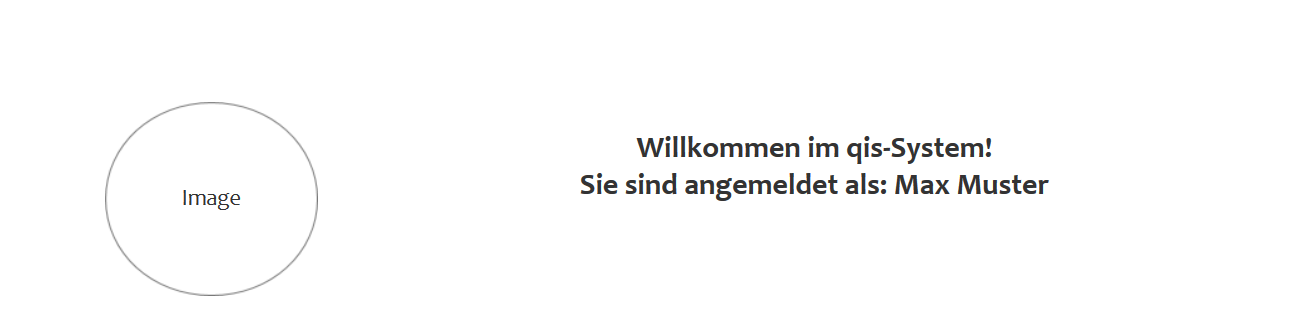 Image
Willkommen im qis-System!
Sie sind angemeldet als: Max Muster